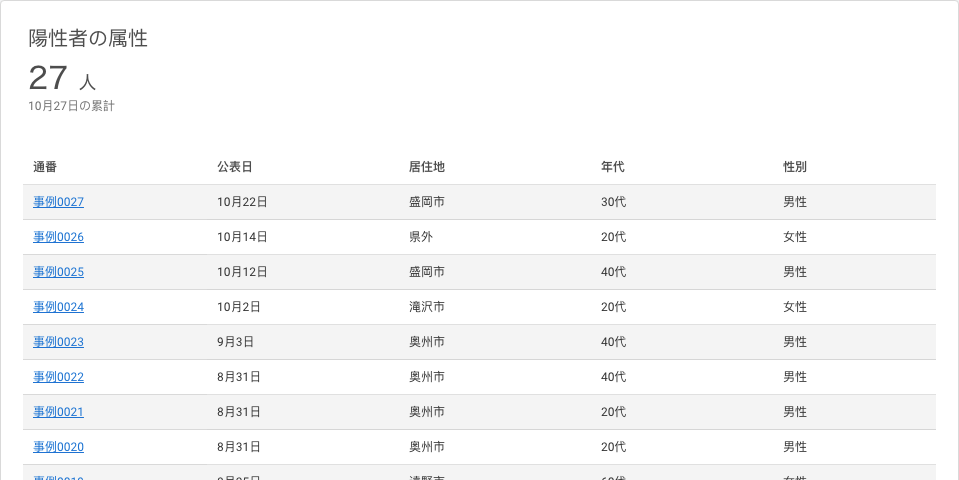 陽性者の属性
27 人
10月27日の累計
通番 公表日 居住地 年代 性別
事例0027 10月22日 盛岡市 30代 男性
事例0026 10月14日 県外 20代 女性
事例0025 10月12日 盛岡市 40代 男性
事例0024 10月2日 滝沢市 20代 女性
事例0023 9月3日 奥州市 40代 男性
事例0022 8月31日 奥州市 40代 男性
事例0021 8月31日 奥州市 20代 男性
事例0020 8月31日 奥州市 20代 男性